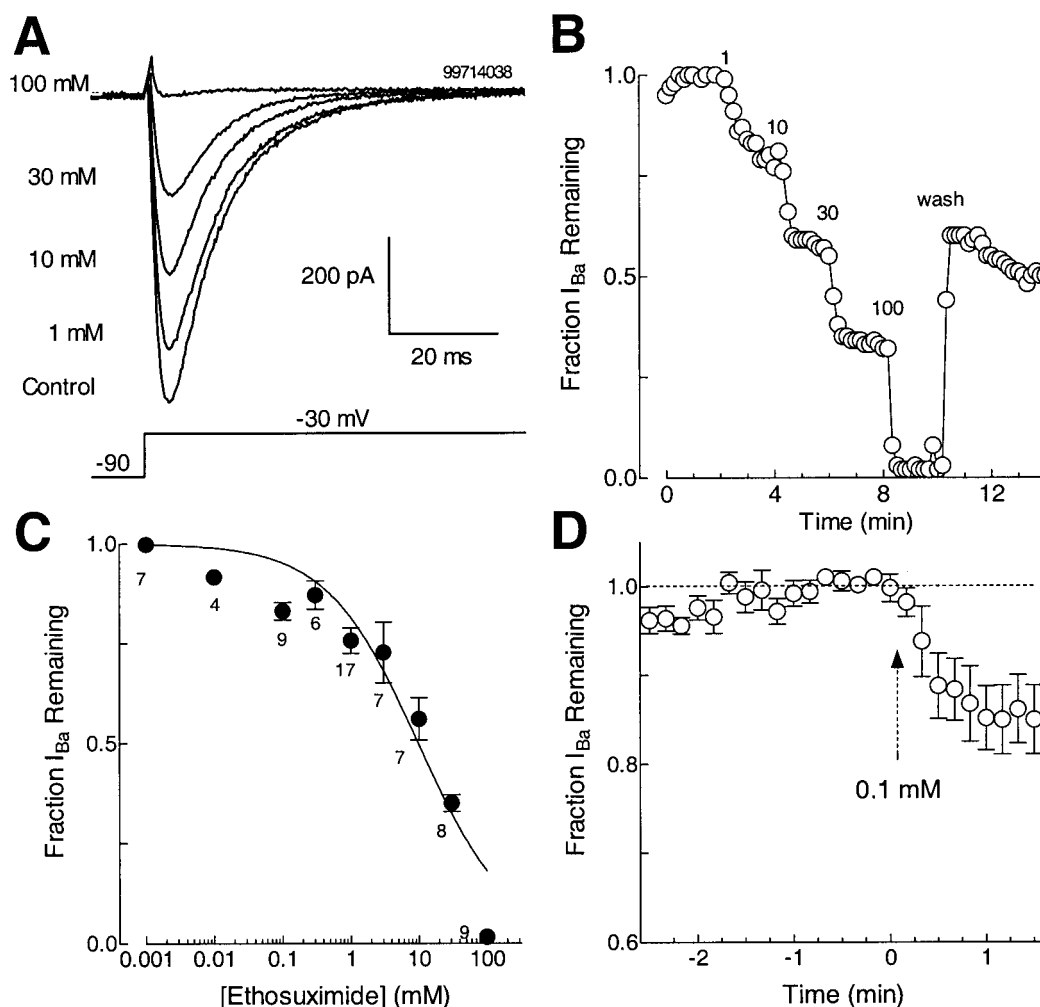 A
99714038
100 mM
30 mM
10 mM
1 mM
Control
200 pA
20 ms
-30 mV
-90
B
Fraction I_Ba Remaining
1.0
0.5
0.0
1
10
30
100
wash
0 4 8 12
Time (min)
C
Fraction I_Ba Remaining
1.0
0.5
0.0
7
4
9
6
17
7
7
8
9
0.001 0.01 0.1 1 10 100
[Ethosuximide] (mM)
D
Fraction I_Ba Remaining
1.0
0.8
0.6
0.1 mM
-2 -1 0 1
Time (min)